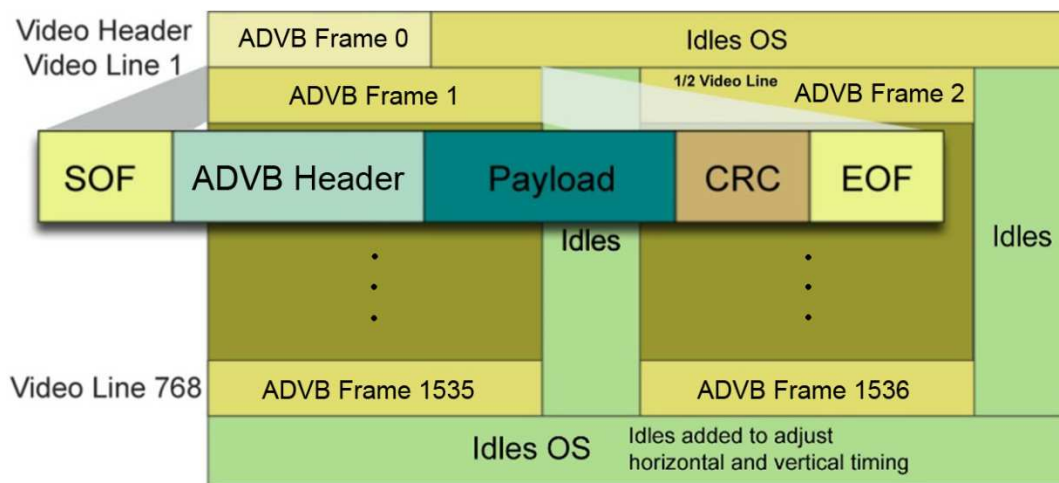 Video Header
ADVB Frame 0
Idles OS
Video Line 1
ADVB Frame 1
1/2 Video Line
ADVB Frame 2
SOF
ADVB Header
Payload
CRC
EOF
Idles
Idles
Video Line 768
ADVB Frame 1535
ADVB Frame 1536
Idles OS
Idles added to adjust
horizontal and vertical timing